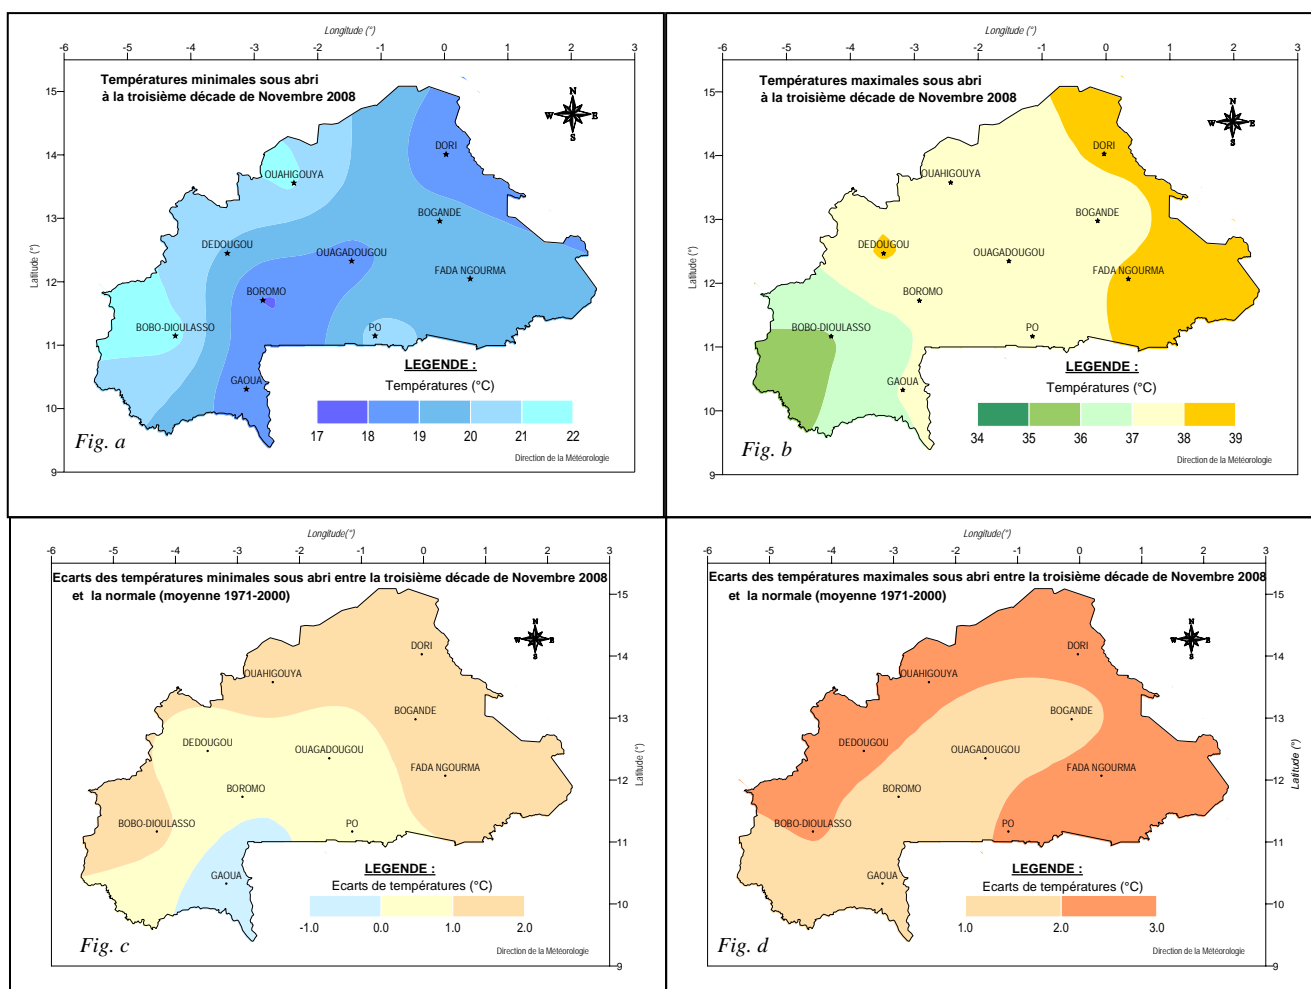 Longitude (°)
-6 -5 -4 -3 -2 -1 0 1 2 3
Températures minimales sous abri
à la troisième décade de Novembre 2008
N
W E
S
15
14
13
12
11
10
9
Latitude (°)
DORI
OUAHIGOUYA
BOGANDE
DEDOUGOU
OUAGADOUGOU
FADA NGOURMA
BOROMO
BOBO-DIOULASSO
PO
GAOUA
LEGENDE :
Températures (°C)
17 18 19 20 21 22
Fig. a
Direction de la Météorologie
Longitude (°)
-6 -5 -4 -3 -2 -1 0 1 2 3
Températures maximales sous abri
à la troisième décade de Novembre 2008
N
W E
S
15
14
13
12
11
10
9
Latitude (°)
DORI
OUAHIGOUYA
BOGANDE
DEDOUGOU
OUAGADOUGOU
FADA NGOURMA
BOROMO
BOBO-DIOULASSO
PO
GAOUA
LEGENDE :
Températures (°C)
34 35 36 37 38 39
Fig. b
Direction de la Météorologie
Longitude(°)
-6 -5 -4 -3 -2 -1 0 1 2 3
Ecarts des températures minimales sous abri entre la troisième décade de Novembre 2008
et la normale (moyenne 1971-2000)
N
W E
S
15
14
13
12
11
10
9
Latitude (°)
DORI
OUAHIGOUYA
BOGANDE
DEDOUGOU
OUAGADOUGOU
FADA NGOURMA
BOROMO
BOBO-DIOULASSO
PO
GAOUA
LEGENDE :
Ecarts de températures (°C)
-1.0 0.0 1.0 2.0
Fig. c
Direction de la Météorologie
Longitude(°)
-6 -5 -4 -3 -2 -1 0 1 2 3
Ecarts des températures maximales sous abri entre la troisième décade de Novembre 2008
et la normale (moyenne 1971-2000)
N
W E
S
15
14
13
12
11
10
9
Latitude (°)
DORI
OUAHIGOUYA
BOGANDE
DEDOUGOU
OUAGADOUGOU
FADA NGOURMA
BOROMO
BOBO-DIOULASSO
PO
GAOUA
LEGENDE :
Ecarts de températures (°C)
1.0 2.0 3.0
Fig. d
Direction de la Météorologie